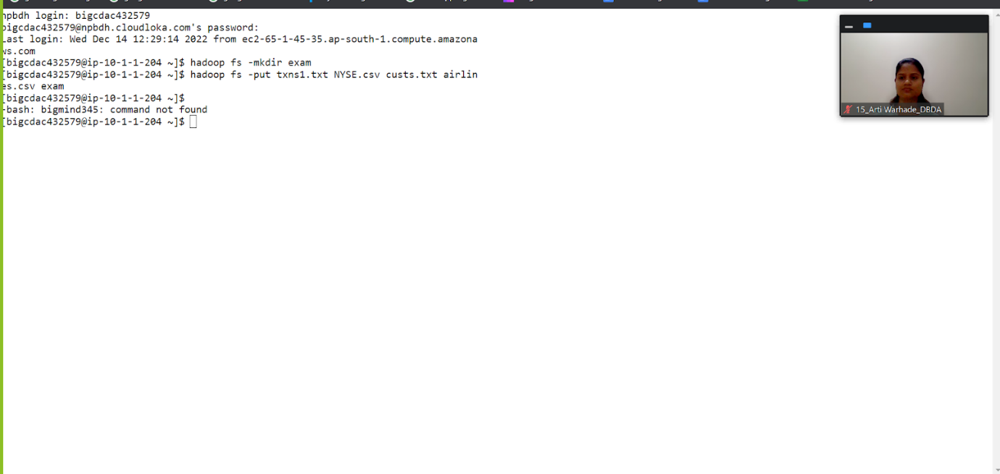 npbdh login: bigcdac432579
bigcdac432579@npbdh.cloudloka.com's password:
Last login: Wed Dec 14 12:29:14 2022 from ec2-65-1-45-35.ap-south-1.compute.amazona
ws.com
[bigcdac432579@ip-10-1-1-204 ~]$ hadoop fs -mkdir exam
[bigcdac432579@ip-10-1-1-204 ~]$ hadoop fs -put txns1.txt NYSE.csv custs.txt airlin
es.csv exam
[bigcdac432579@ip-10-1-1-204 ~]$
-bash: bigmind345: command not found
[bigcdac432579@ip-10-1-1-204 ~]$
15_Arti Warhade_DBDA